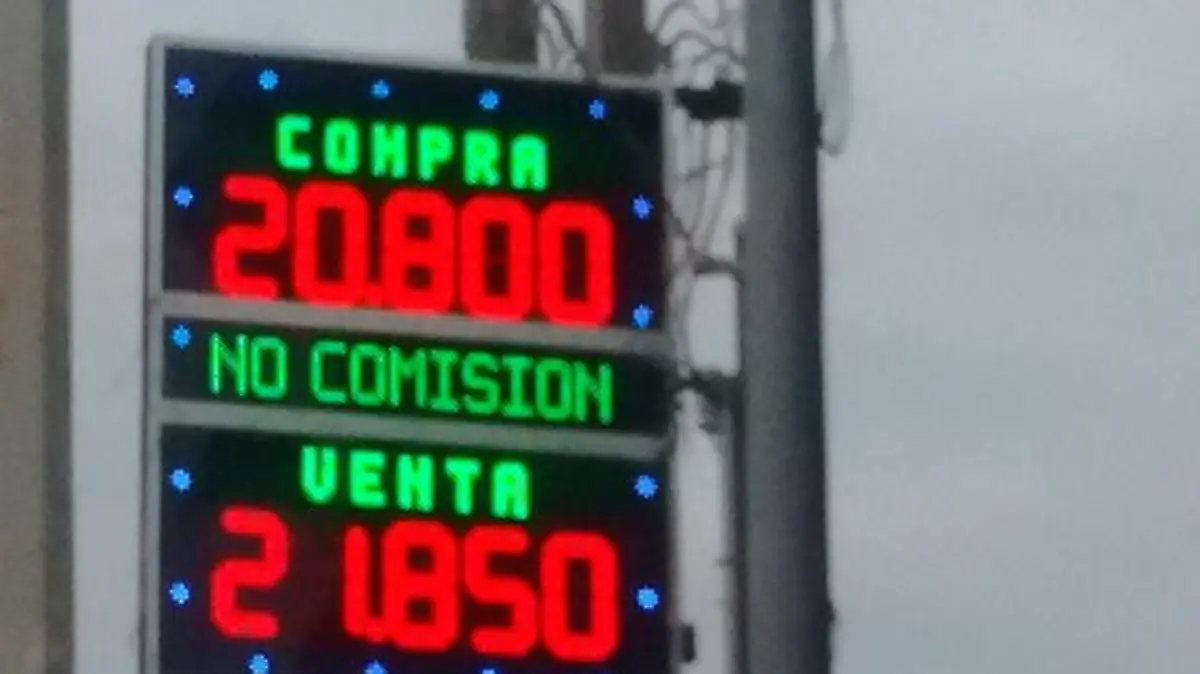 COMPRA
20.800
NO COMISION
VENTA
21.850